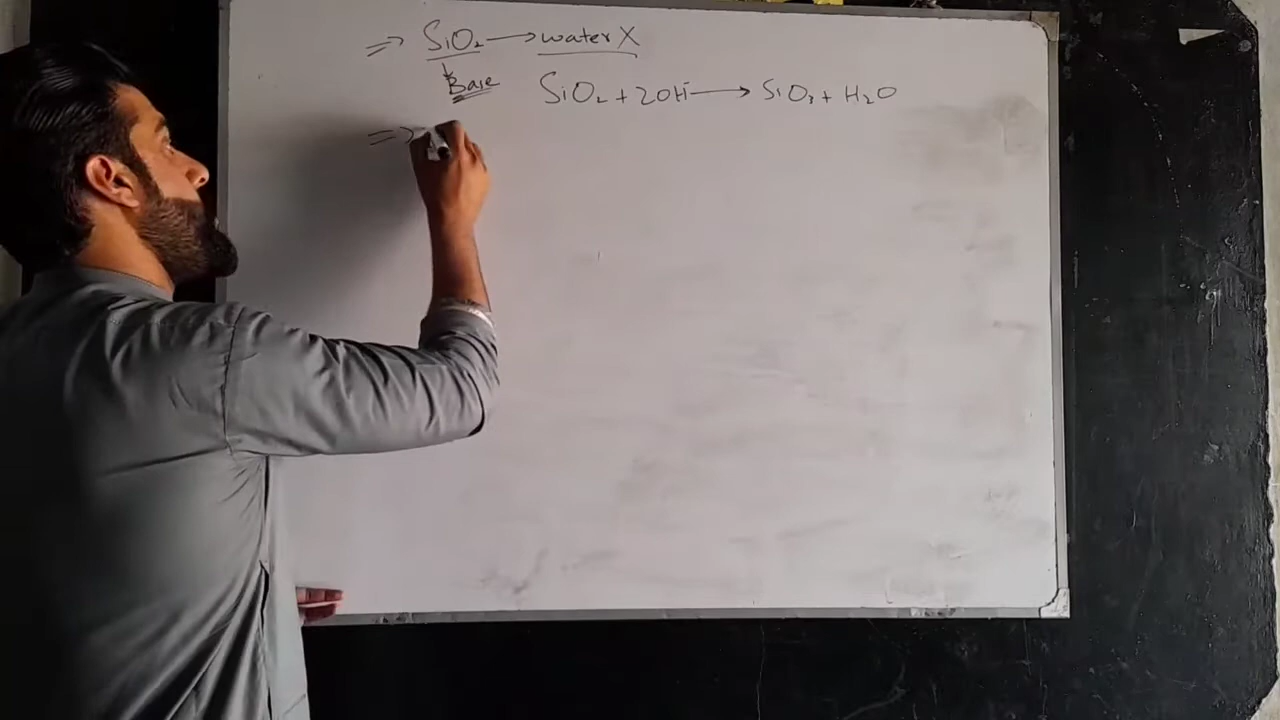 => SiO₂ → water X
↓
Base SiO₂ + 2OH⁻ → SiO₃ + H₂O
=>